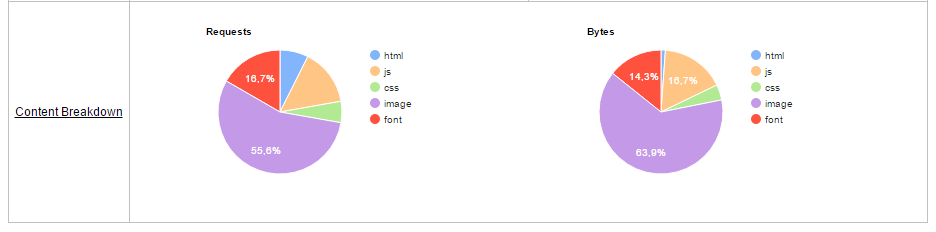 Content Breakdown
Requests
16,7%
55,6%
html
js
css
image
font
Bytes
14,3%
16,7%
63,9%
html
js
css
image
font